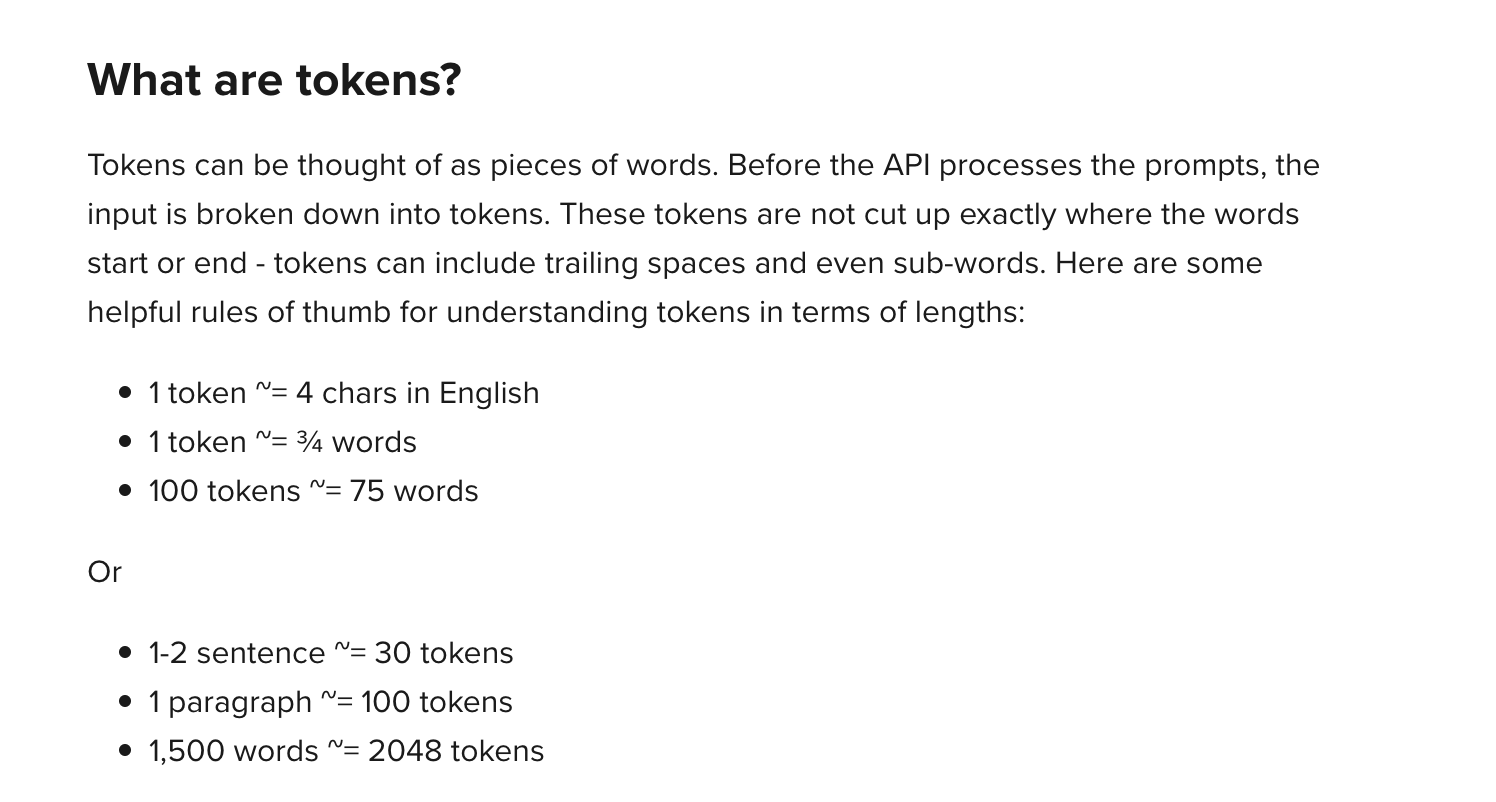 What are tokens?
Tokens can be thought of as pieces of words. Before the API processes the prompts, the
input is broken down into tokens. These tokens are not cut up exactly where the words
start or end - tokens can include trailing spaces and even sub-words. Here are some
helpful rules of thumb for understanding tokens in terms of lengths:
• 1 token ~= 4 chars in English
• 1 token ~= ¾ words
• 100 tokens ~= 75 words
Or
• 1-2 sentence ~= 30 tokens
• 1 paragraph ~= 100 tokens
• 1,500 words ~= 2048 tokens